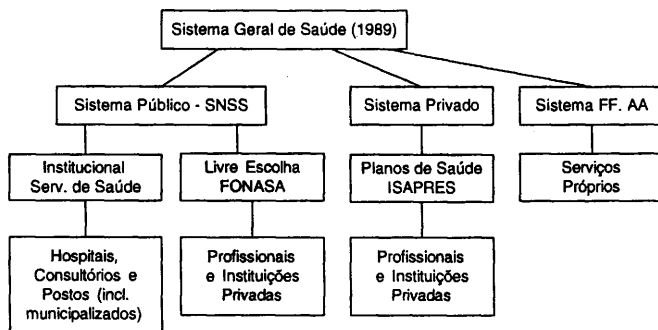 Sistema Geral de Saúde (1989)
Sistema Público - SNSS
Sistema Privado
Sistema FF. AA
Institucional
Serv. de Saúde
Livre Escolha
FONASA
Planos de Saúde
ISAPRES
Serviços
Próprios
Hospitais,
Consultórios e
Postos (incl.
municipalizados)
Profissionais
e Instituições
Privadas
Profissionais
e Instituições
Privadas